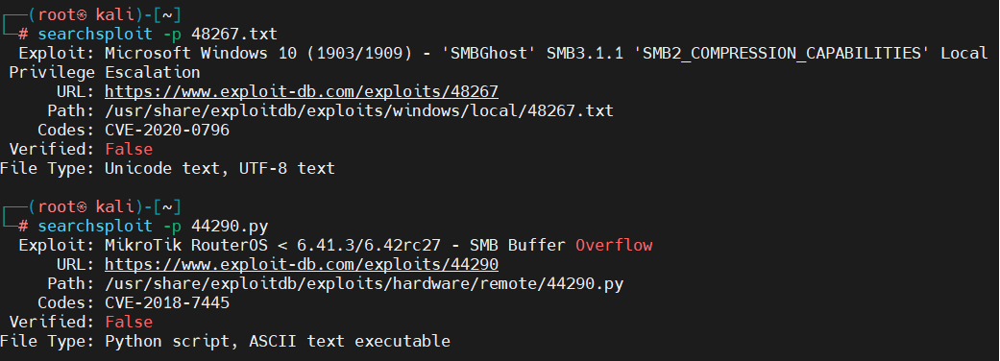 ┌──(root㉿ kali)-[~]
└─# searchsploit -p 48267.txt
  Exploit: Microsoft Windows 10 (1903/1909) - 'SMBGhost' SMB3.1.1 'SMB2_COMPRESSION_CAPABILITIES' Local
 Privilege Escalation
      URL: https://www.exploit-db.com/exploits/48267
     Path: /usr/share/exploitdb/exploits/windows/local/48267.txt
    Codes: CVE-2020-0796
 Verified: False
File Type: Unicode text, UTF-8 text

┌──(root㉿ kali)-[~]
└─# searchsploit -p 44290.py
  Exploit: MikroTik RouterOS < 6.41.3/6.42rc27 - SMB Buffer Overflow
      URL: https://www.exploit-db.com/exploits/44290
     Path: /usr/share/exploitdb/exploits/hardware/remote/44290.py
    Codes: CVE-2018-7445
 Verified: False
File Type: Python script, ASCII text executable